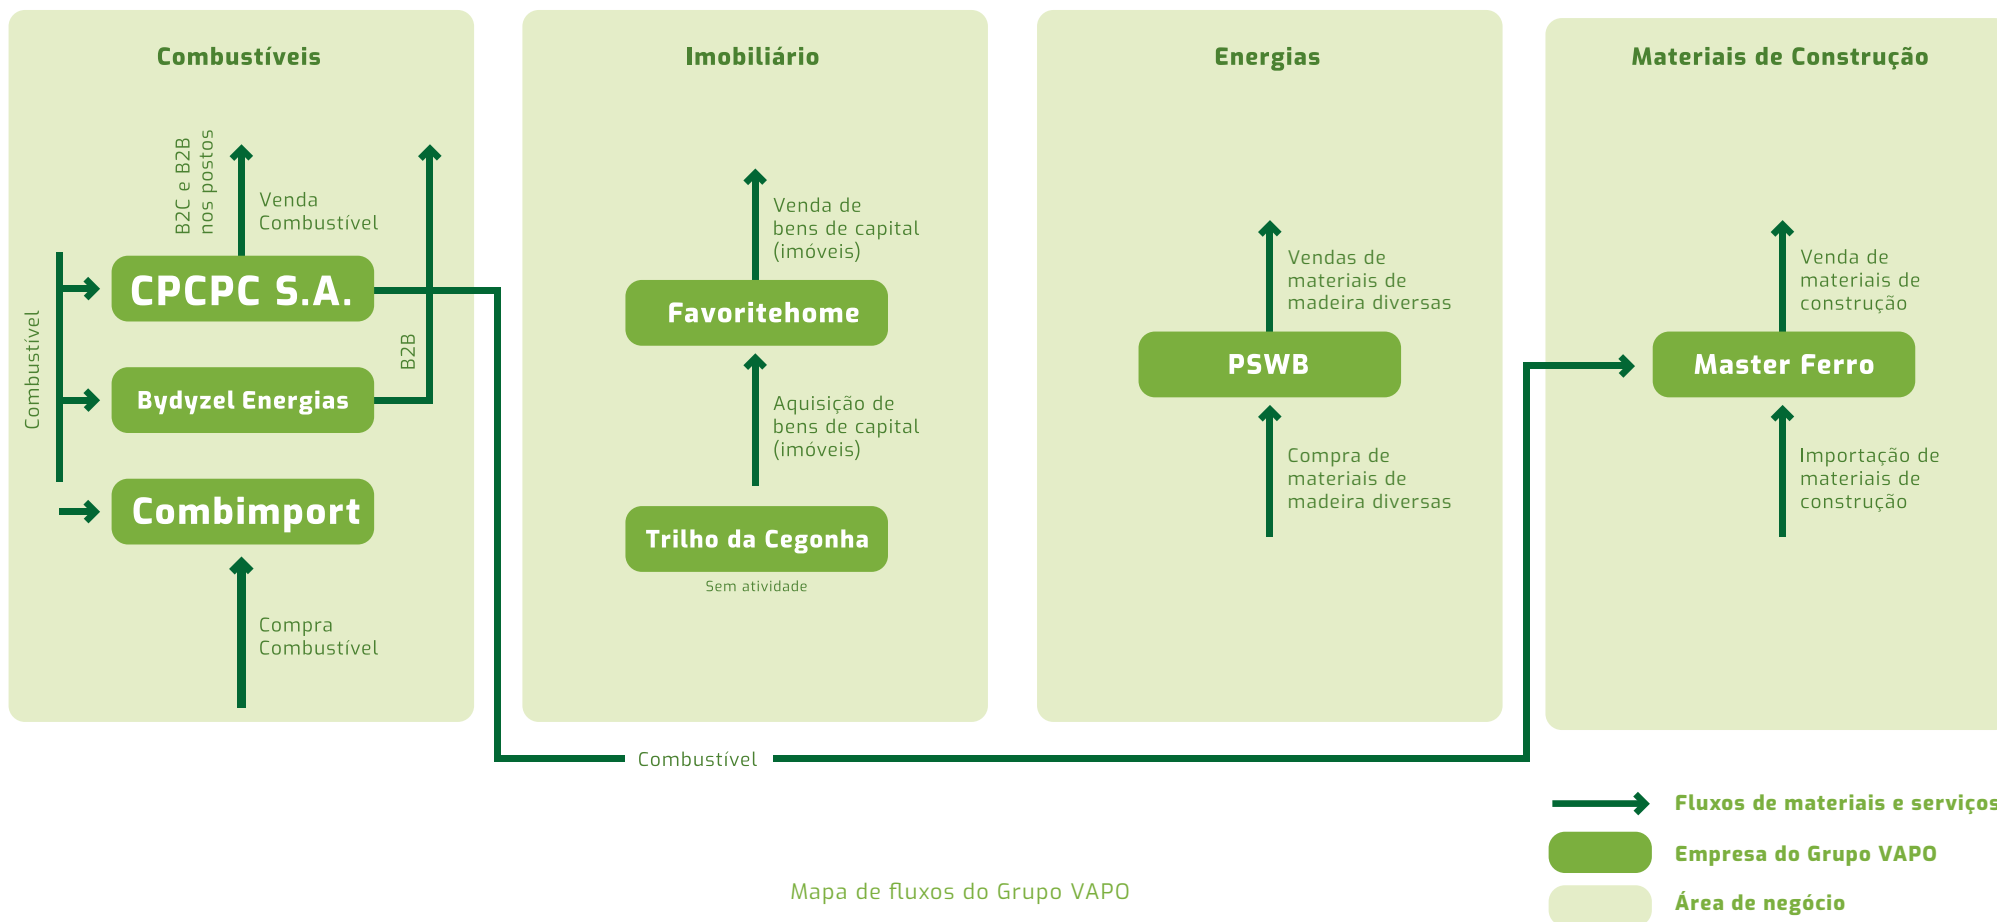 Combustíveis
B2C e B2B
nos postos
Venda
Combustível
Combustível
CPCPC S.A.
B2B
Bydyzel Energias
Combimport
Compra
Combustível
Imobiliário
Venda de
bens de capital
(imóveis)
Favoritehome
Aquisição de
bens de capital
(imóveis)
Trilho da Cegonha
Sem atividade
Energias
Vendas de
materiais de
madeira diversas
PSWB
Compra de
materiais de
madeira diversas
Materiais de Construção
Venda de
materiais de
construção
Master Ferro
Importação de
materiais de
construção
Combustível
Fluxos de materiais e serviços
Empresa do Grupo VAPO
Área de negócio
Mapa de fluxos do Grupo VAPO